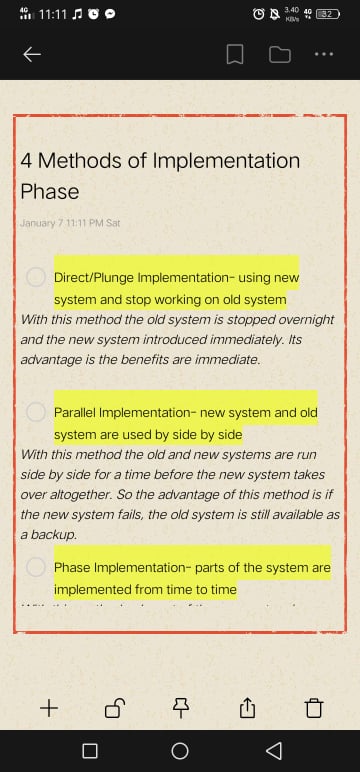 4G 11:11 3.40 KB/s 4G 82
4 Methods of Implementation
Phase
January 7 11:11 PM Sat
Direct/Plunge Implementation- using new
system and stop working on old system
With this method the old system is stopped overnight
and the new system introduced immediately. Its
advantage is the benefits are immediate.
Parallel Implementation- new system and old
system are used by side by side
With this method the old and new systems are run
side by side for a time before the new system takes
over altogether. So the advantage of this method is if
the new system fails, the old system is still available as
a backup.
Phase Implementation- parts of the system are
implemented from time to time